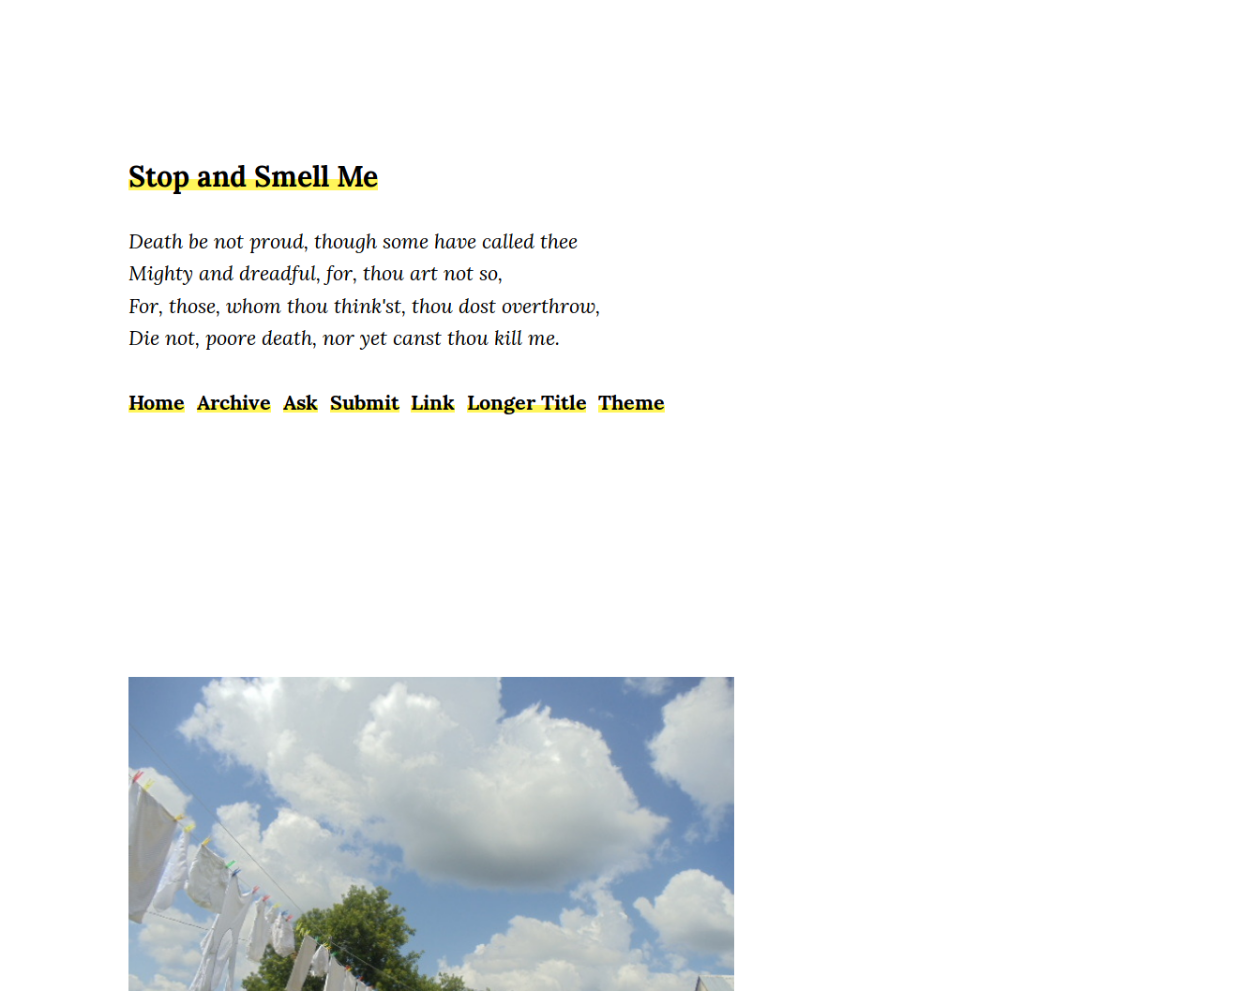 Stop and Smell Me
Death be not proud, though some have called thee
Mighty and dreadful, for, thou art not so,
For, those, whom thou think'st, thou dost overthrow,
Die not, poore death, nor yet canst thou kill me.
Home Archive Ask Submit Link Longer Title Theme